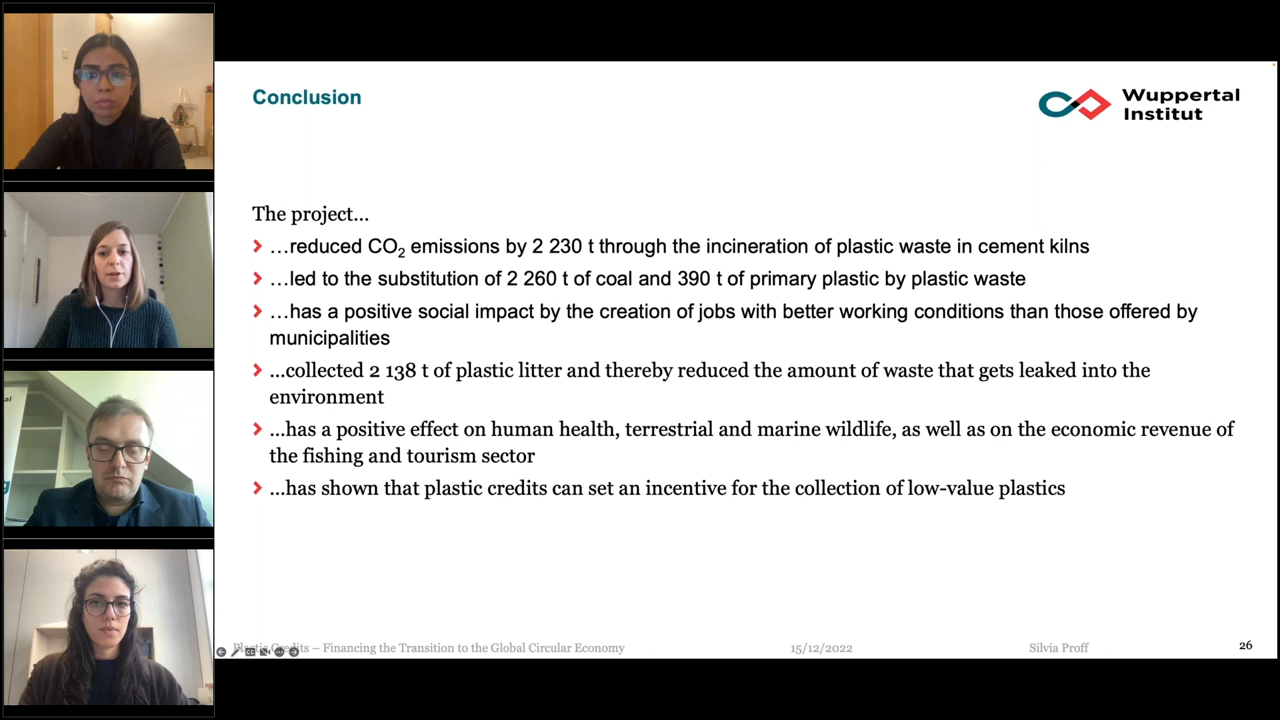 Conclusion
Wuppertal
Institut
The project...
...reduced CO₂ emissions by 2 230 t through the incineration of plastic waste in cement kilns
...led to the substitution of 2 260 t of coal and 390 t of primary plastic by plastic waste
...has a positive social impact by the creation of jobs with better working conditions than those offered by
municipalities
...collected 2 138 t of plastic litter and thereby reduced the amount of waste that gets leaked into the
environment
...has a positive effect on human health, terrestrial and marine wildlife, as well as on the economic revenue of
the fishing and tourism sector
...has shown that plastic credits can set an incentive for the collection of low-value plastics
Plastic Credits – Financing the Transition to the Global Circular Economy
15/12/2022
Silvia Proff
26